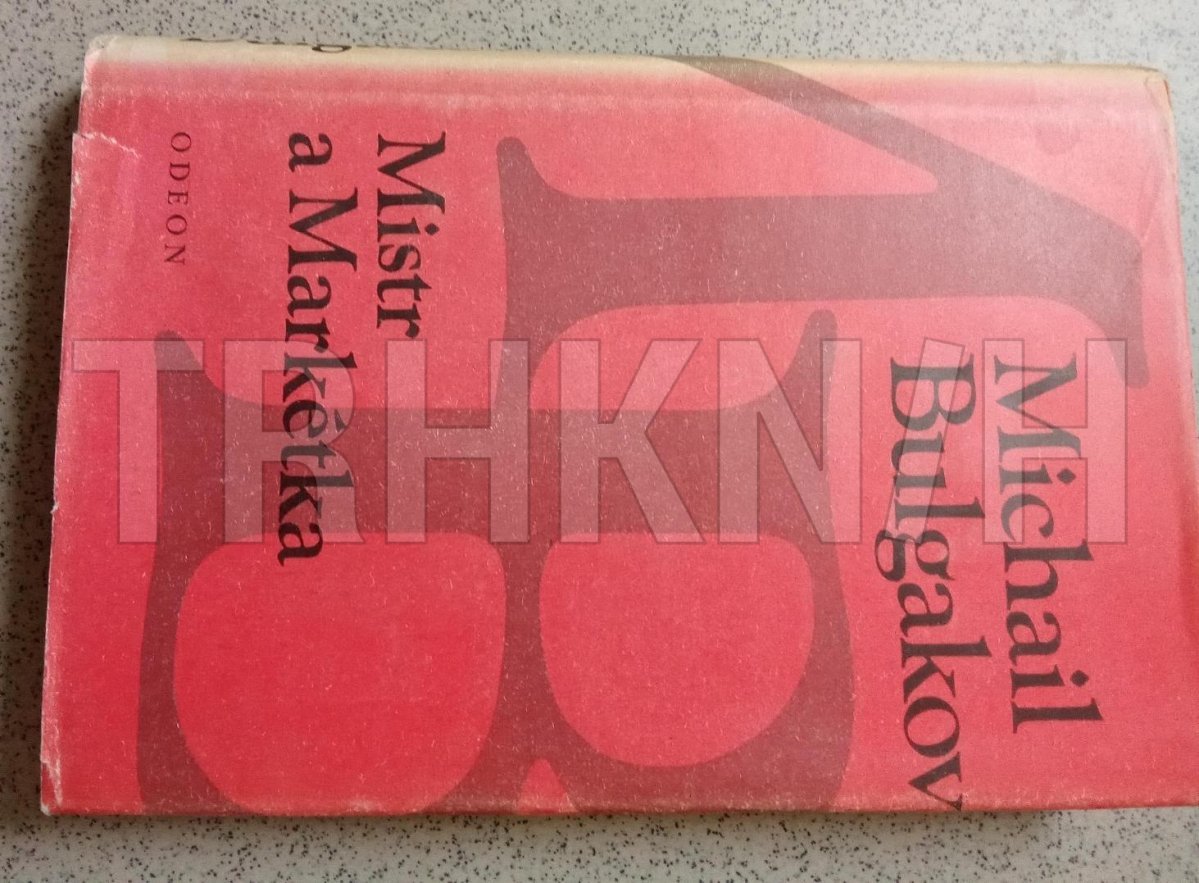 Michail
Bulgakov
Mistr
a Markétka
ODEON
TRHKNIH